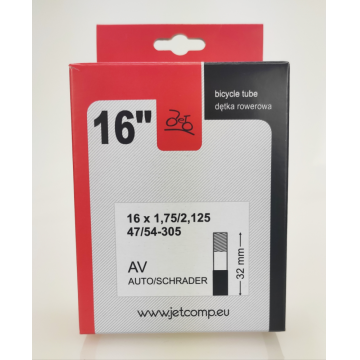 bicycle tube
dętka rowerowa
16"
16 x 1,75/2,125
47/54-305
AV
AUTO/SCHRADER
32 mm
www.jetcomp.eu